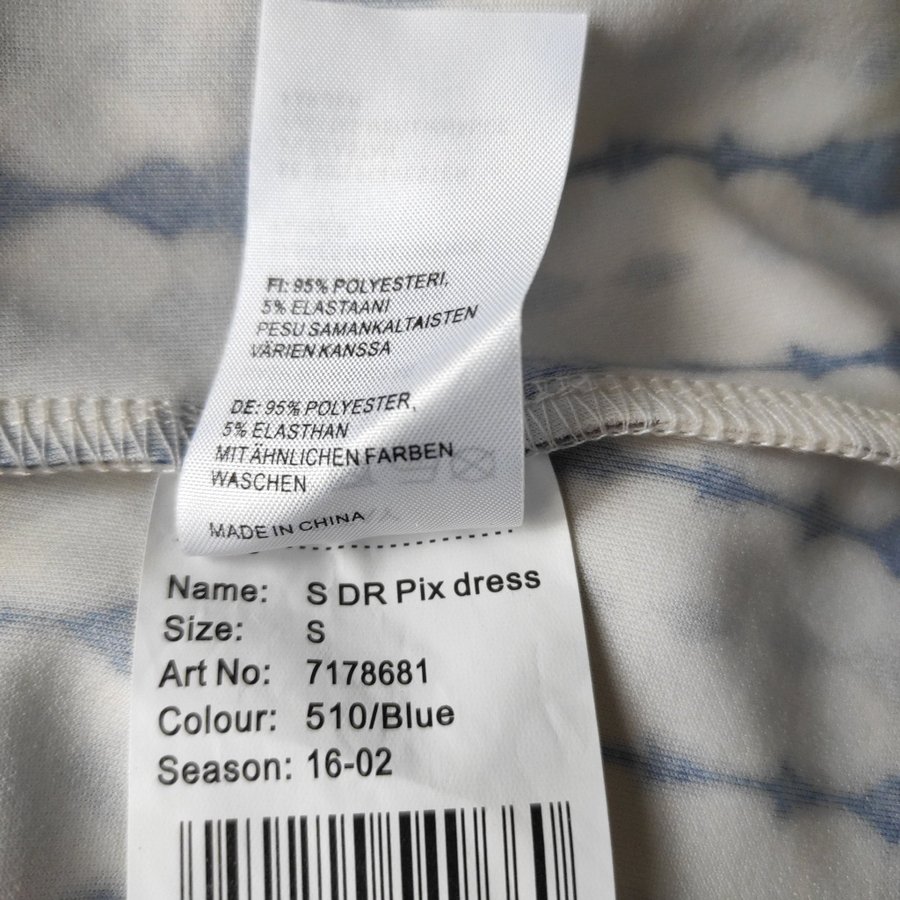 FI: 95% POLYESTERI,
5% ELASTAANI
PESU SAMANKALTAISTEN
VÄRIEN KANSSA
DE: 95% POLYESTER,
5% ELASTHAN
MIT ÄHNLICHEN FARBEN
WASCHEN
MADE IN CHINA
Name: S DR Pix dress
Size: S
Art No: 7178681
Colour: 510/Blue
Season: 16-02